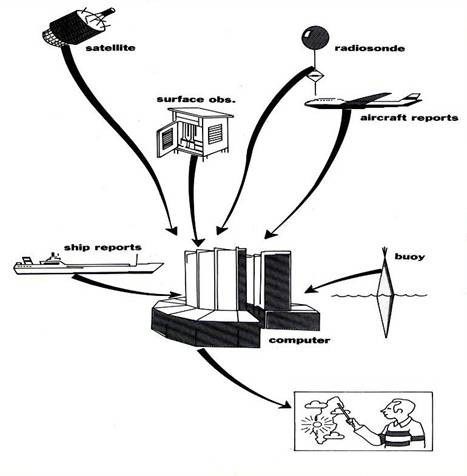 satellite
radiosonde
surface obs.
aircraft reports
ship reports
buoy
computer